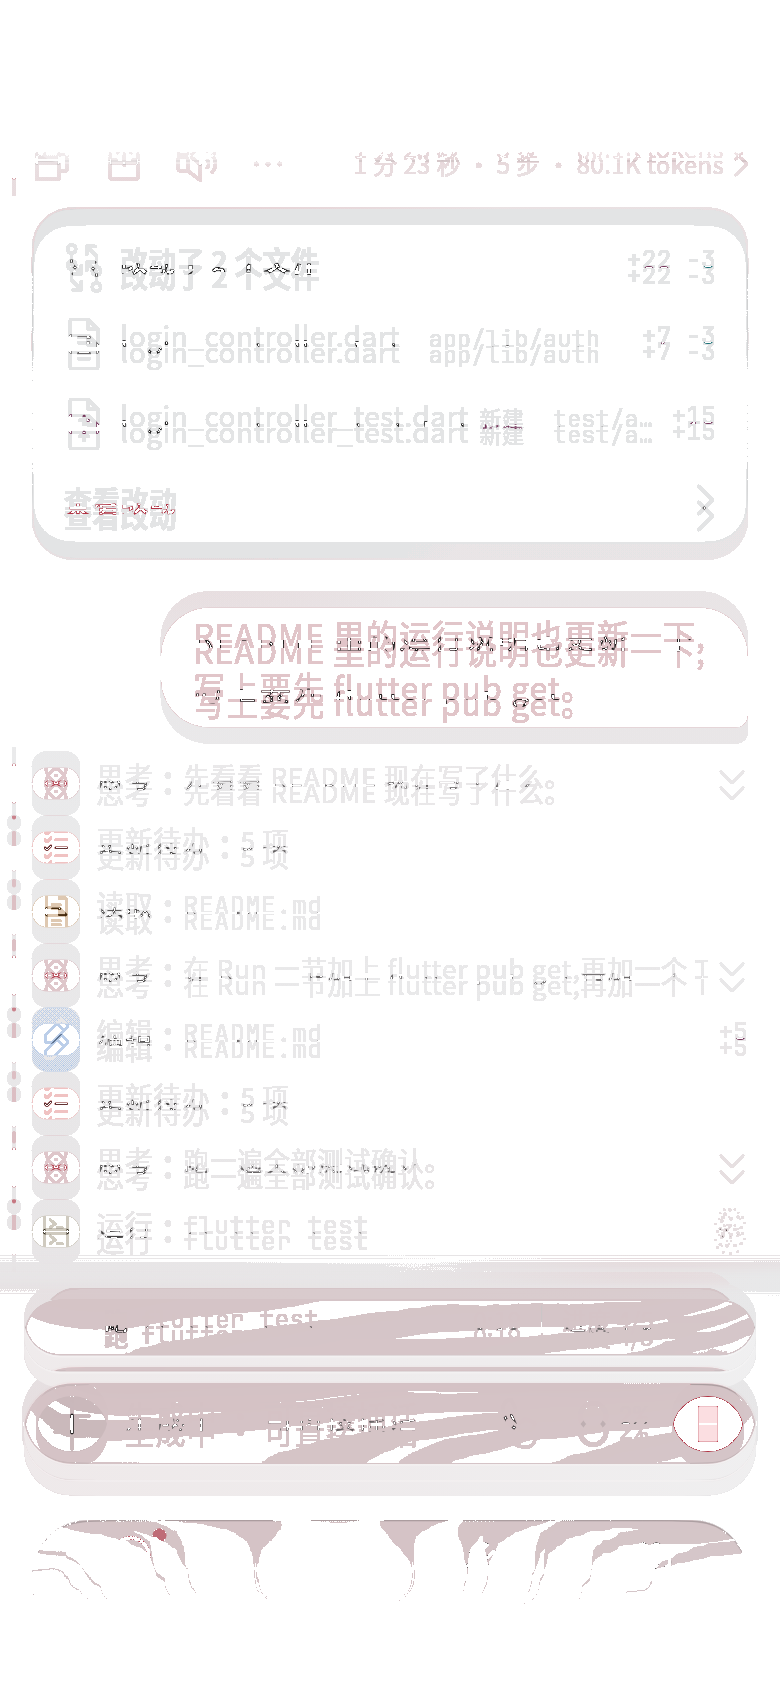 1 分 23 秒 · 5 步 · 80.1K tokens
改动了 2 个文件 +22 -3
login_controller.dart app/lib/auth +7 -3
login_controller_test.dart 新建 test/a… +15
查看改动
README 里的运行说明也更新一下,
写上要先 flutter pub get。
思考：先看看 README 现在写了什么。
更新待办：5 项
读取：README.md
思考：在 Run 一节加上 flutter pub get,再加一个
编辑：README.md +5
更新待办：5 项
思考：跑一遍全部测试确认。
运行：flutter test
跑 flutter test
生成中 ·